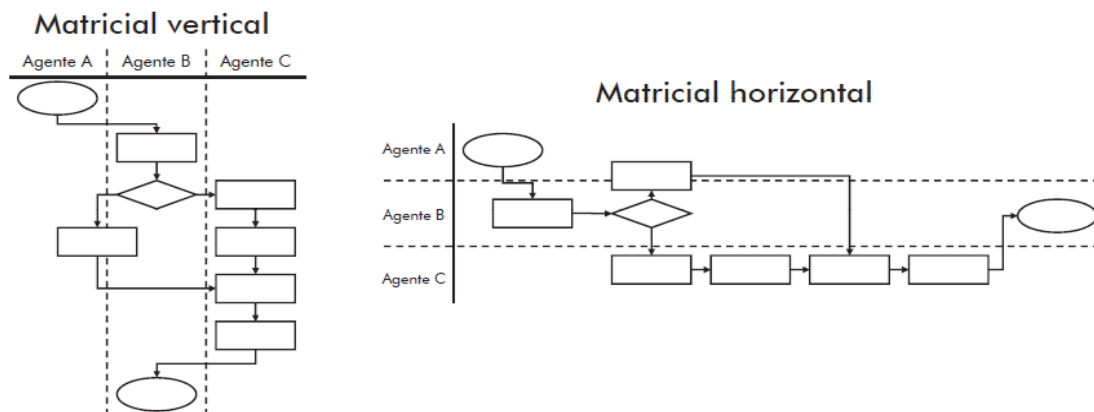 Matricial vertical
Agente A Agente B Agente C
Matricial horizontal
Agente A
Agente B
Agente C